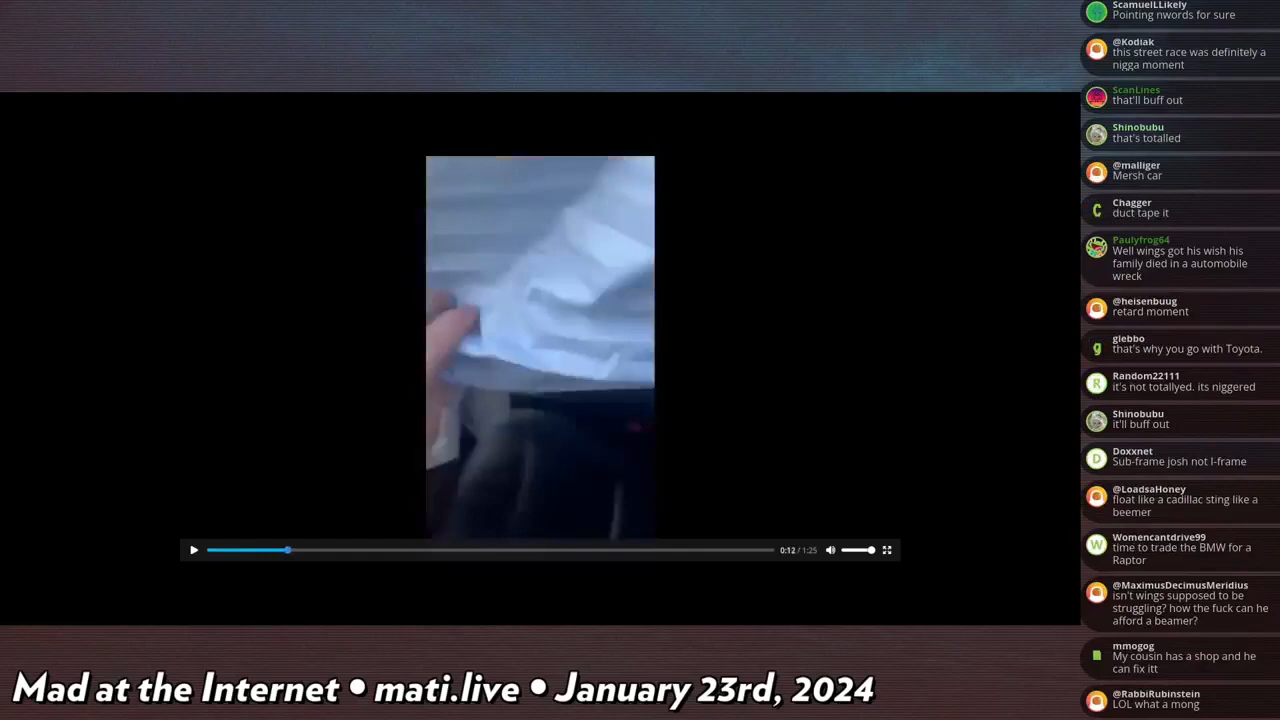 ScamuelLLikely
Pointing nwords for sure
@Kodiak
this street race was definitely a
nigga moment
ScanLines
that'll buff out
Shinobubu
that's totalled
@malliger
Mersh car
Chagger
duct tape it
Paulyfrog64
Well wings got his wish his
family died in a automobile
wreck
@heisenbuug
retard moment
glebbo
that's why you go with Toyota.
Random22111
it's not totallyed. its niggered
Shinobubu
it'll buff out
Doxxnet
Sub-frame josh not I-frame
@LoadsaHoney
float like a cadillac sting like a
beemer
Womencantdrive99
time to trade the BMW for a
Raptor
@MaximusDecimusMeridius
isn't wings supposed to be
struggling? how the fuck can he
afford a beamer?
mmogog
My cousin has a shop and he
can fix itt
@RabbiRubinstein
LOL what a mong
0:12 / 1:25
Mad at the Internet • mati.live • January 23rd, 2024